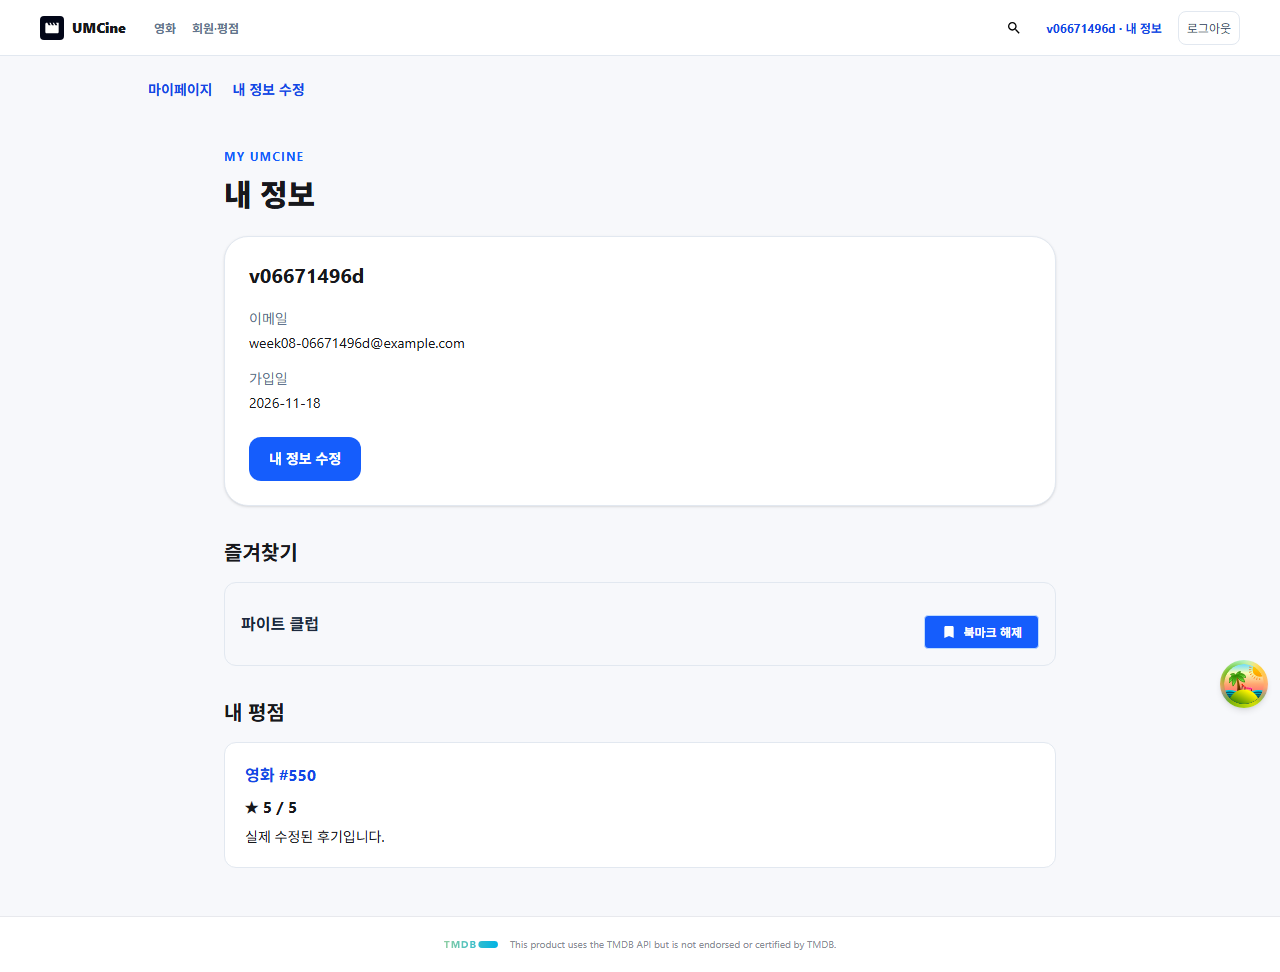 UMCine
영화
회원·평점
v06671496d · 내 정보
로그아웃
마이페이지
내 정보 수정
MY UMCINE
내 정보
v06671496d
이메일
week08-06671496d@example.com
가입일
2026-11-18
내 정보 수정
즐겨찾기
파이트 클럽
북마크 해제
내 평점
영화 #550
★ 5 / 5
실제 수정된 후기입니다.
TMDB
This product uses the TMDB API but is not endorsed or certified by TMDB.